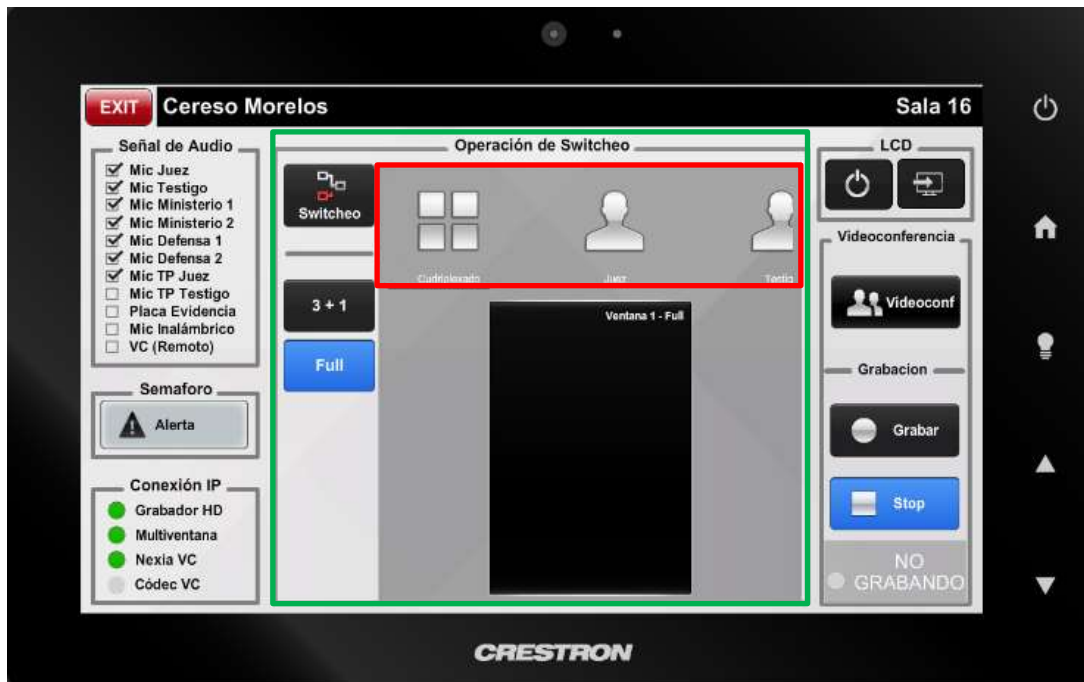 EXIT
Cereso Morelos
Sala 16
Señal de Audio
Mic Juez
Mic Testigo
Mic Ministerio 1
Mic Ministerio 2
Mic Defensa 1
Mic Defensa 2
Mic TP Juez
Mic TP Testigo
Placa Evidencia
Mic Inalámbrico
VC (Remoto)
Semaforo
Alerta
Conexión IP
Grabador HD
Multiventana
Nexia VC
Códec VC
Operación de Switcheo
Switcheo
3 + 1
Full
Juez
Testig
Ventana 1 - Full
LCD
Videoconferencia
Videoconf
Grabacion
Grabar
Stop
NO
GRABANDO
CRESTRON